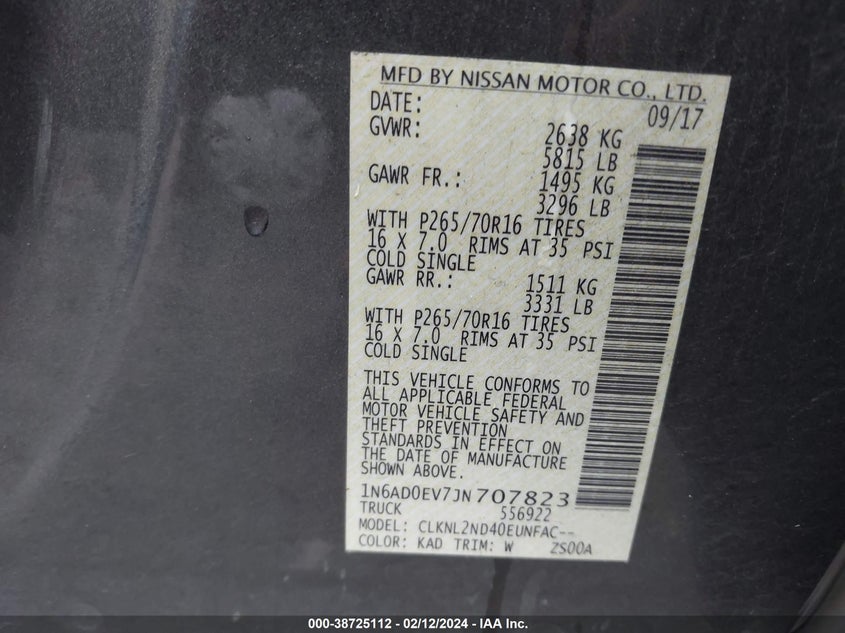 MFD BY NISSAN MOTOR CO., LTD.
DATE: 09/17
GVWR: 2638 KG
5815 LB
GAWR FR.: 1495 KG
3296 LB
WITH P265/70R16 TIRES
16 X 7.0 RIMS AT 35 PSI
COLD SINGLE
GAWR RR.: 1511 KG
3331 LB
WITH P265/70R16 TIRES
16 X 7.0 RIMS AT 35 PSI
COLD SINGLE
THIS VEHICLE CONFORMS TO
ALL APPLICABLE FEDERAL
MOTOR VEHICLE SAFETY AND
THEFT PREVENTION
STANDARDS IN EFFECT ON
THE DATE OF MANUFACTURE
SHOWN ABOVE.
1N6AD0EV7JN707823
TRUCK 556922
MODEL: CLKNL2ND40EUNFAC--
COLOR: KAD TRIM: W ZS00A
000-38725112 - 02/12/2024 - IAA Inc.